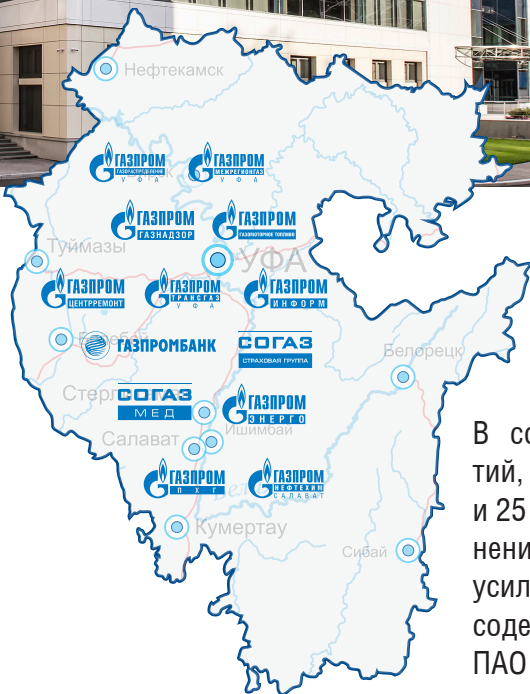 Нефтекамск
ГАЗПРОМ
ГАЗОРАСПРЕДЕЛЕНИЕ
УФА
ГАЗПРОМ
МЕЖРЕГИОНГАЗ
УФА
ГАЗПРОМ
ГАЗНАДЗОР
ГАЗПРОМ
ГАЗОМОТОРНОЕ ТОПЛИВО
Туймазы
УФА
ГАЗПРОМ
ЦЕНТРРЕМОНТ
ГАЗПРОМ
ТРАНСГАЗ
УФА
ГАЗПРОМ
ИНФОРМ
ГАЗПРОМБАНК
СОГАЗ
СТРАХОВАЯ ГРУППА
Белорецк
СОГАЗ
МЕД
ГАЗПРОМ
ЭНЕРГО
Салават
Ишимбай
ГАЗПРОМ
ПХГ
ГАЗПРОМ
НЕФТЕХИМ
САЛАВАТ
Кумертау
Сибай
В со
тий,
и 25
нени
усил
соде
ПАО